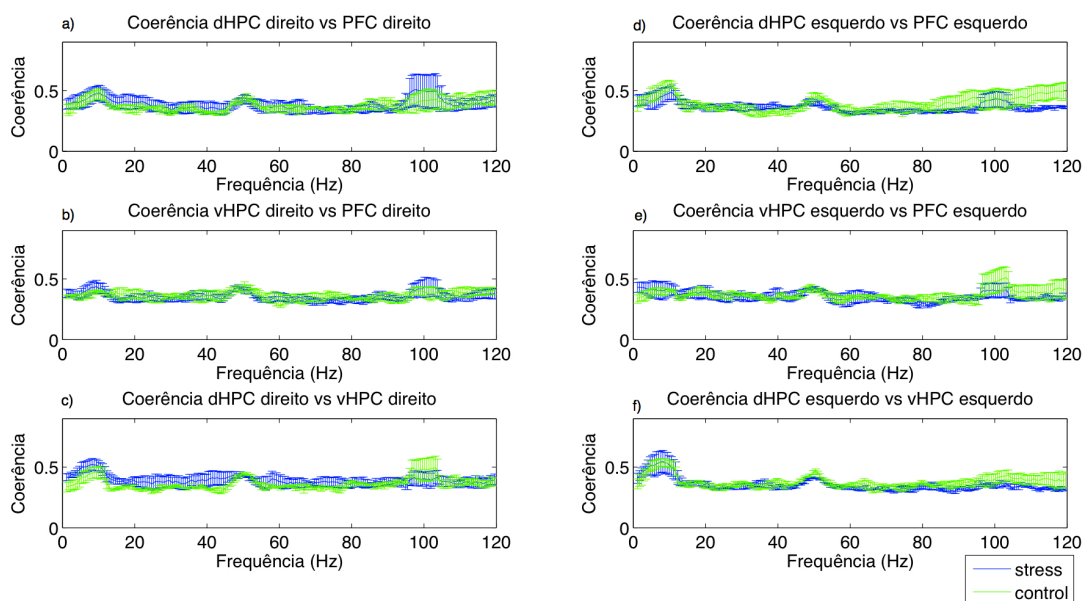 a) Coerência dHPC direito vs PFC direito
Coerência
0.5
0
0 20 40 60 80 100 120
Frequência (Hz)
b) Coerência vHPC direito vs PFC direito
Coerência
0.5
0
0 20 40 60 80 100 120
Frequência (Hz)
c) Coerência dHPC direito vs vHPC direito
Coerência
0.5
0
0 20 40 60 80 100 120
Frequência (Hz)
d) Coerência dHPC esquerdo vs PFC esquerdo
Coerência
0.5
0
0 20 40 60 80 100 120
Frequência (Hz)
e) Coerência vHPC esquerdo vs PFC esquerdo
Coerência
0.5
0
0 20 40 60 80 100 120
Frequência (Hz)
f) Coerência dHPC esquerdo vs vHPC esquerdo
Coerência
0.5
0
0 20 40 60 80 100 120
Frequência (Hz)
stress
control